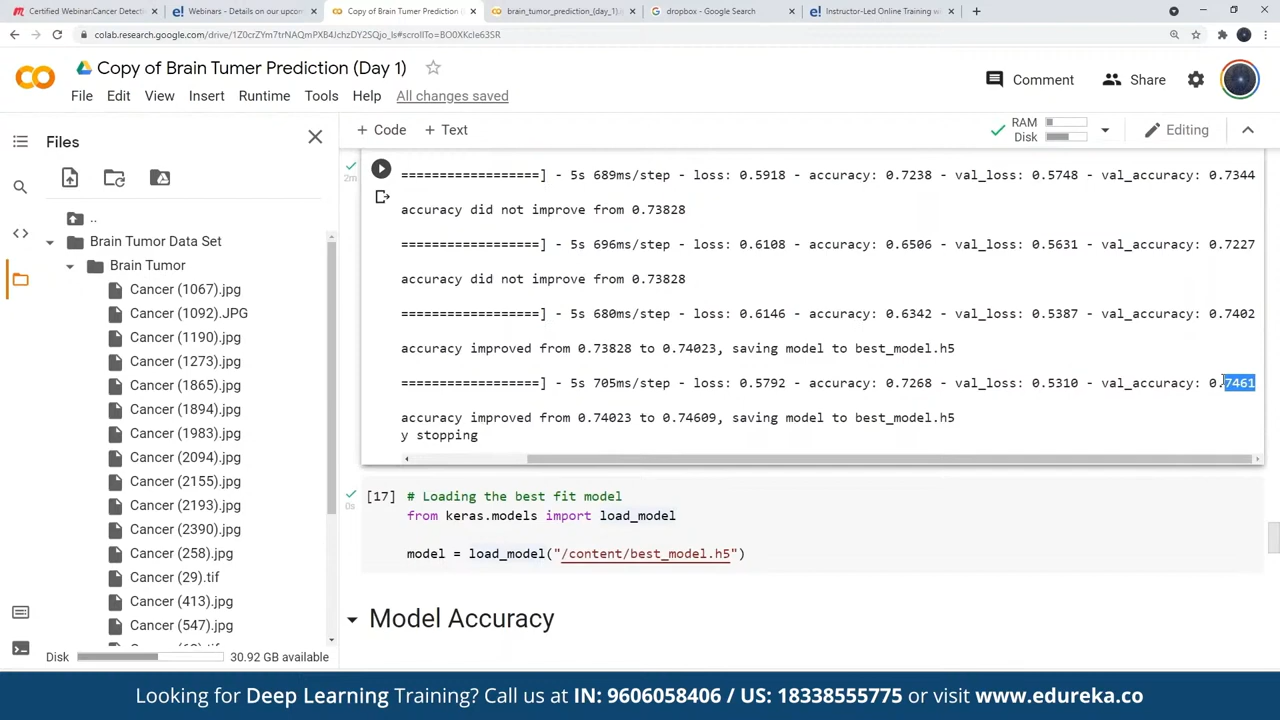 Certified Webinar:Cancer Detecti
Webinars - Details on our upcon
Copy of Brain Tumor Prediction (
brain_tumor_prediction_(day_1).
dropbox - Google Search
Instructor-Led Online Training w
colab.research.google.com/drive/1Z0crZYm7trNAQmPXB4JchzDY2SQjo_ls#scrollTo=BO0XKcIe63SR
Copy of Brain Tumer Prediction (Day 1)
Comment
Share
File Edit View Insert Runtime Tools Help All changes saved
Files
+ Code + Text
RAM
Disk
Editing
..
Brain Tumor Data Set
Brain Tumor
Cancer (1067).jpg
Cancer (1092).JPG
Cancer (1190).jpg
Cancer (1273).jpg
Cancer (1865).jpg
Cancer (1894).jpg
Cancer (1983).jpg
Cancer (2094).jpg
Cancer (2155).jpg
Cancer (2193).jpg
Cancer (2390).jpg
Cancer (258).jpg
Cancer (29).tif
Cancer (413).jpg
Cancer (547).jpg
Disk 30.92 GB available
2m
===================] - 5s 689ms/step - loss: 0.5918 - accuracy: 0.7238 - val_loss: 0.5748 - val_accuracy: 0.7344
accuracy did not improve from 0.73828
===================] - 5s 696ms/step - loss: 0.6108 - accuracy: 0.6506 - val_loss: 0.5631 - val_accuracy: 0.7227
accuracy did not improve from 0.73828
===================] - 5s 680ms/step - loss: 0.6146 - accuracy: 0.6342 - val_loss: 0.5387 - val_accuracy: 0.7402
accuracy improved from 0.73828 to 0.74023, saving model to best_model.h5
===================] - 5s 705ms/step - loss: 0.5792 - accuracy: 0.7268 - val_loss: 0.5310 - val_accuracy: 0.7461
accuracy improved from 0.74023 to 0.74609, saving model to best_model.h5
y stopping
0s
[17] # Loading the best fit model
from keras.models import load_model
model = load_model("/content/best_model.h5")
Model Accuracy
Looking for Deep Learning Training? Call us at IN: 9606058406 / US: 18338555775 or visit www.edureka.co